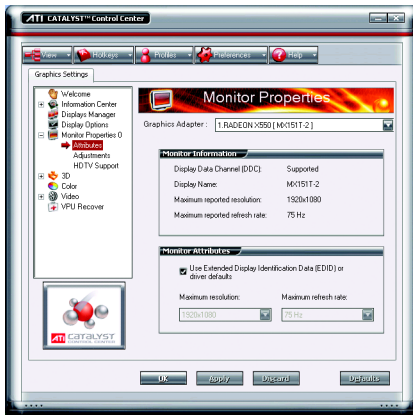 ATI CATALYST™ Control Center
View Hotkeys Profiles Preferences Help
Graphics Settings
Welcome
Information Center
Displays Manager
Display Options
Monitor Properties 0
Attributes
Adjustments
HDTV Support
3D
Color
Video
VPU Recover
Monitor Properties
Graphics Adapter : 1.RADEON X550 [ MX151T-2 ]
Monitor Information
Display Data Channel (DDC): Supported
Display Name: MX151T-2
Maximum reported resolution: 1920x1080
Maximum reported refresh rate: 75 Hz
Monitor Attributes
Use Extended Display Identification Data (EDID) or
driver defaults
Maximum resolution: Maximum refresh rate:
1920x1080 75 Hz
ATI CATALYST
CONTROL CENTER
OK Apply Discard Defaults